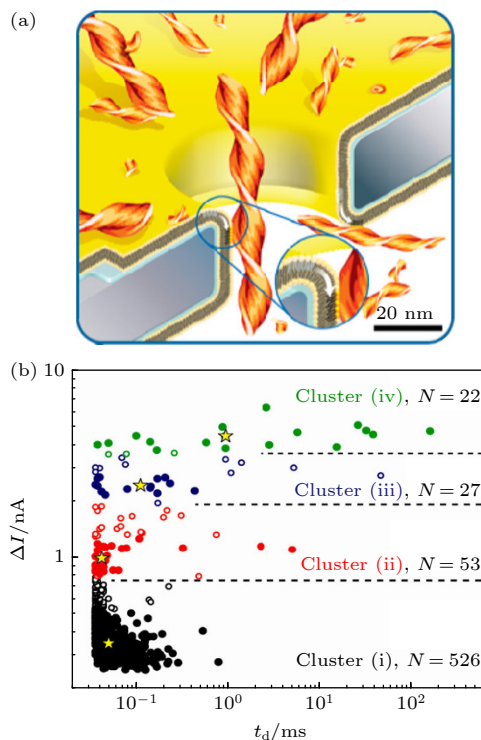 (a)
20 nm
(b)
10
Cluster (iv), N = 22
Cluster (iii), N = 27
ΔI/nA
1
Cluster (ii), N = 53
Cluster (i), N = 526
10⁻¹ 10⁰ 10¹ 10²
t_d/ms